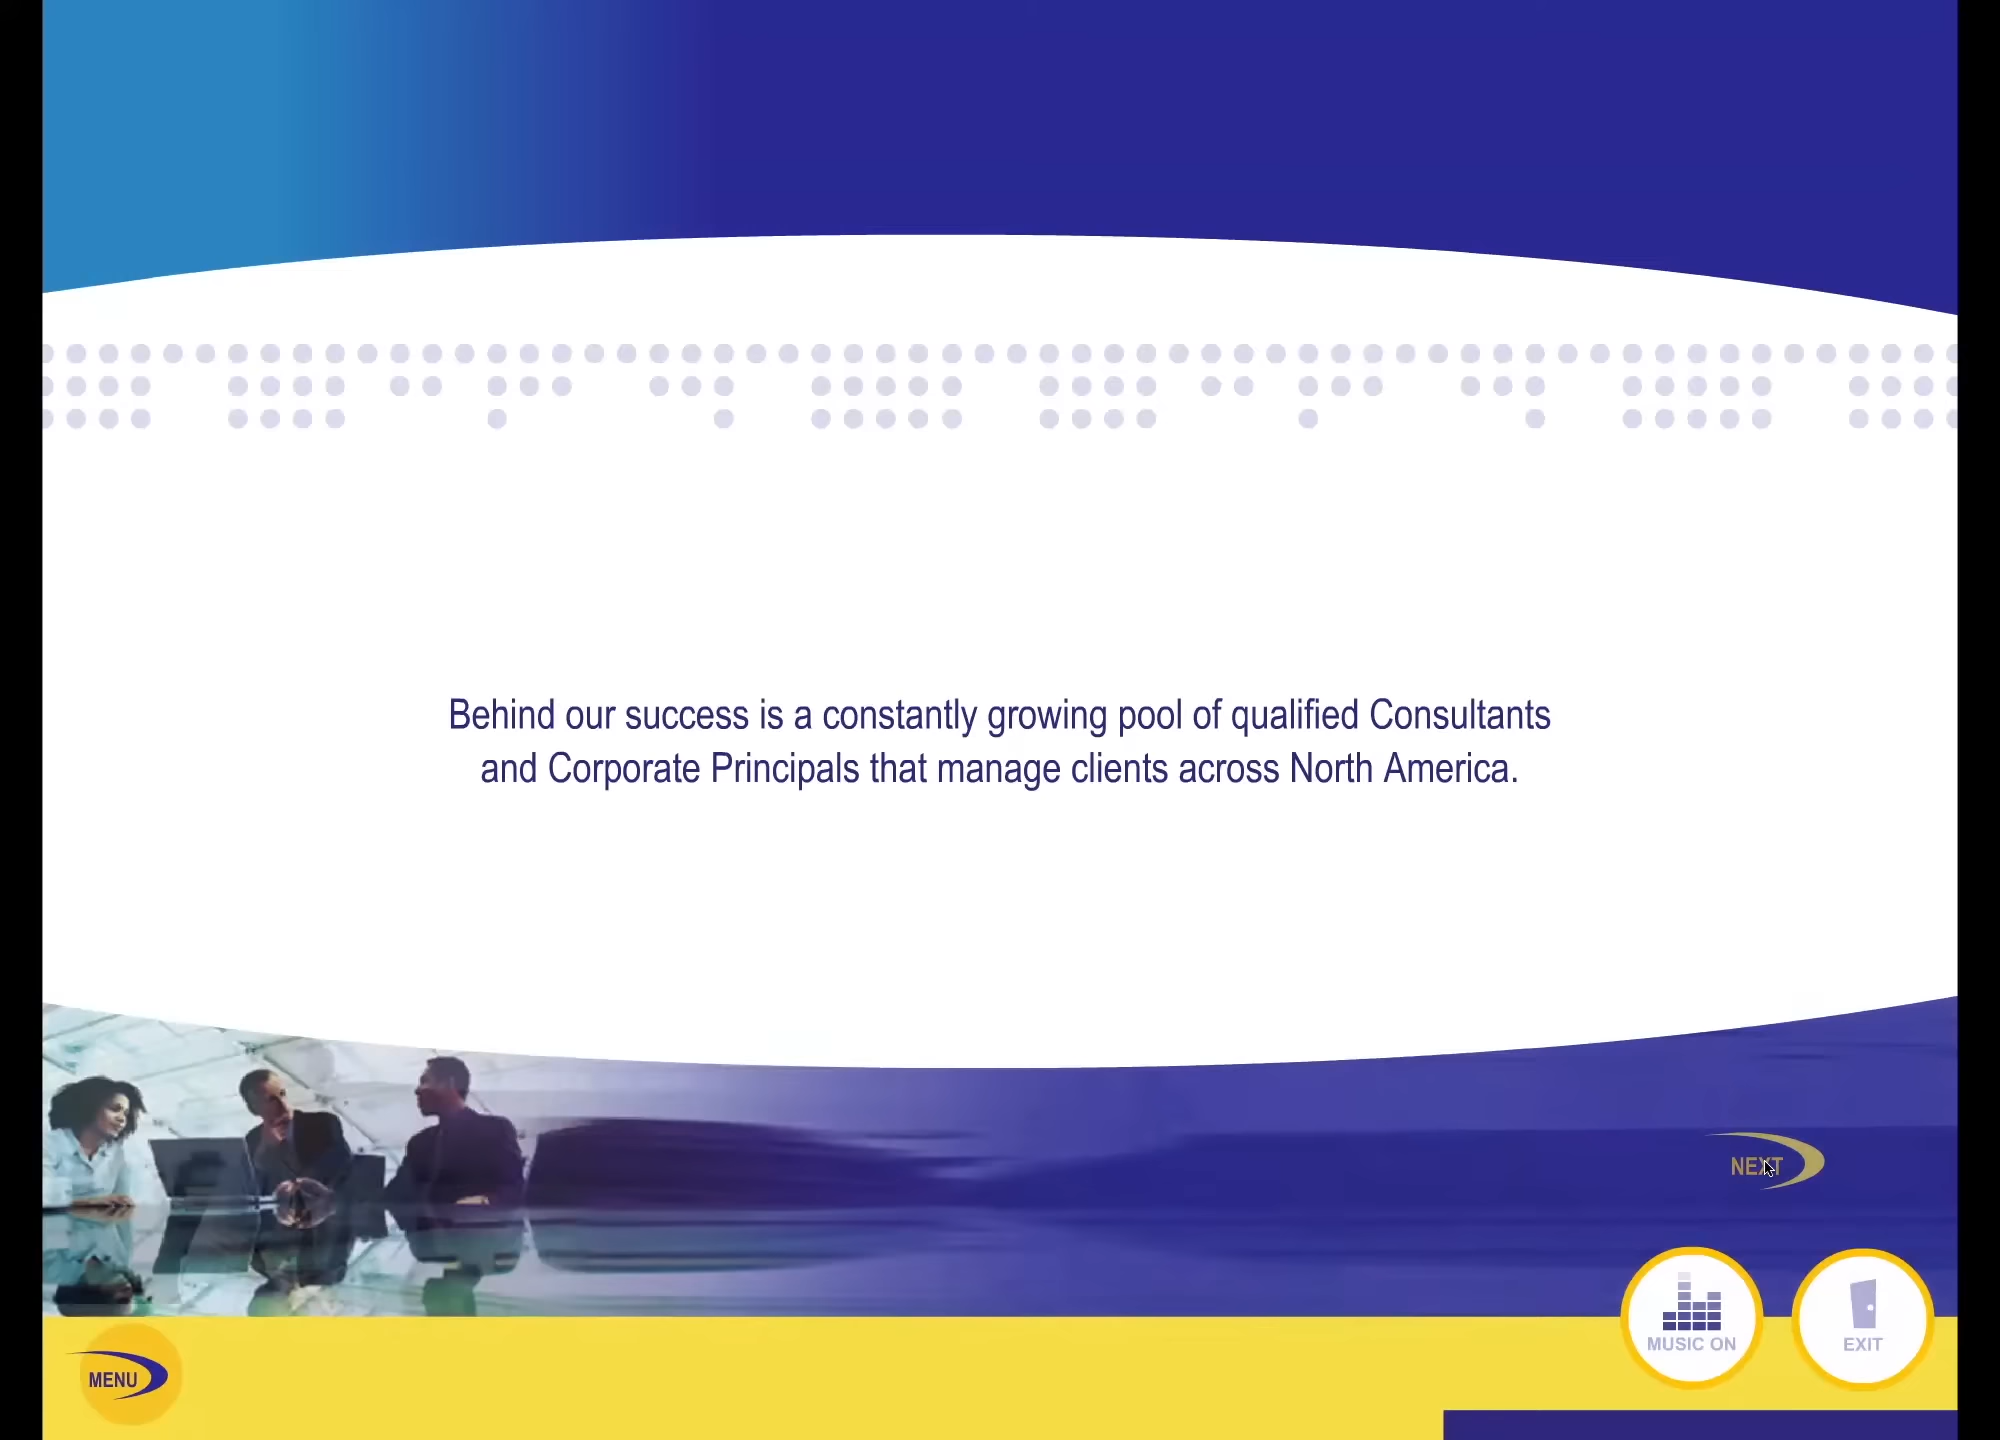 Behind our success is a constantly growing pool of qualified Consultants
and Corporate Principals that manage clients across North America.
NEXT
MUSIC ON
EXIT
MENU